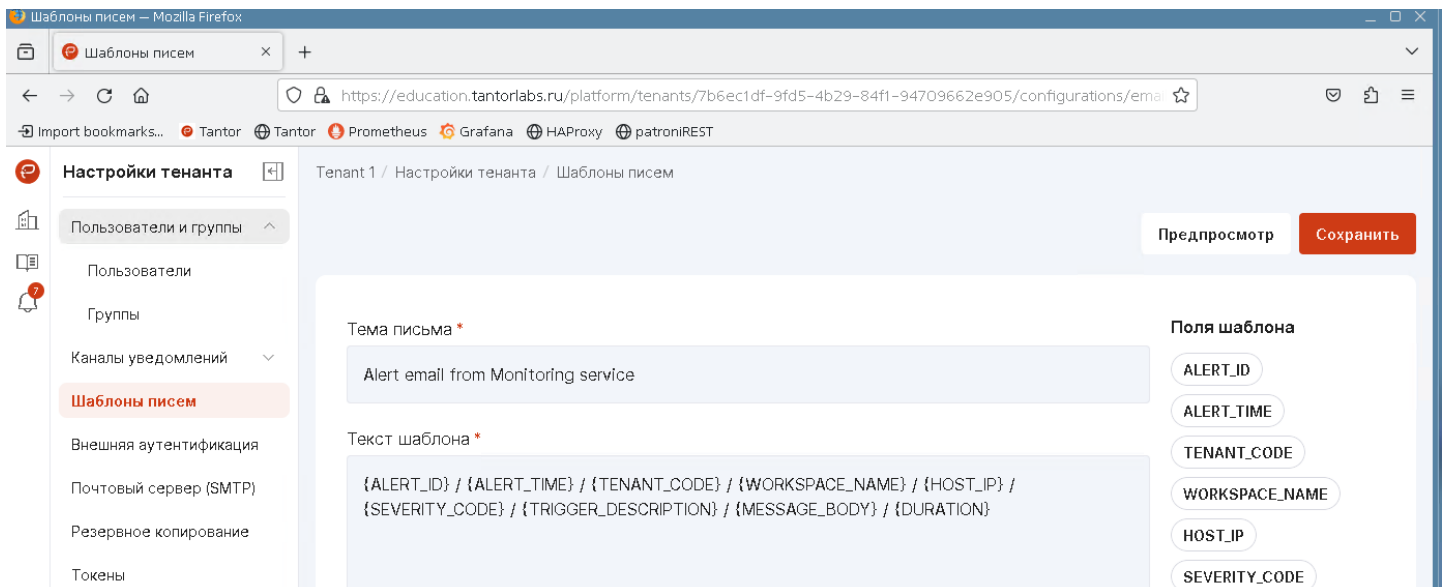 Шаблоны писем — Mozilla Firefox
Шаблоны писем
https://education.tantorlabs.ru/platform/tenants/7b6ec1df-9fd5-4b29-84f1-94709662e905/configurations/ema
Import bookmarks... Tantor Tantor Prometheus Grafana HAProxy patroniREST
Настройки тенанта
Tenant 1 / Настройки тенанта / Шаблоны писем
Пользователи и группы
Предпросмотр
Сохранить
Пользователи
7
Группы
Каналы уведомлений
Шаблоны писем
Внешняя аутентификация
Почтовый сервер (SMTP)
Резервное копирование
Токены
Тема письма *
Alert email from Monitoring service
Текст шаблона *
{ALERT_ID} / {ALERT_TIME} / {TENANT_CODE} / {WORKSPACE_NAME} / {HOST_IP} /
{SEVERITY_CODE} / {TRIGGER_DESCRIPTION} / {MESSAGE_BODY} / {DURATION}
Поля шаблона
ALERT_ID
ALERT_TIME
TENANT_CODE
WORKSPACE_NAME
HOST_IP
SEVERITY_CODE